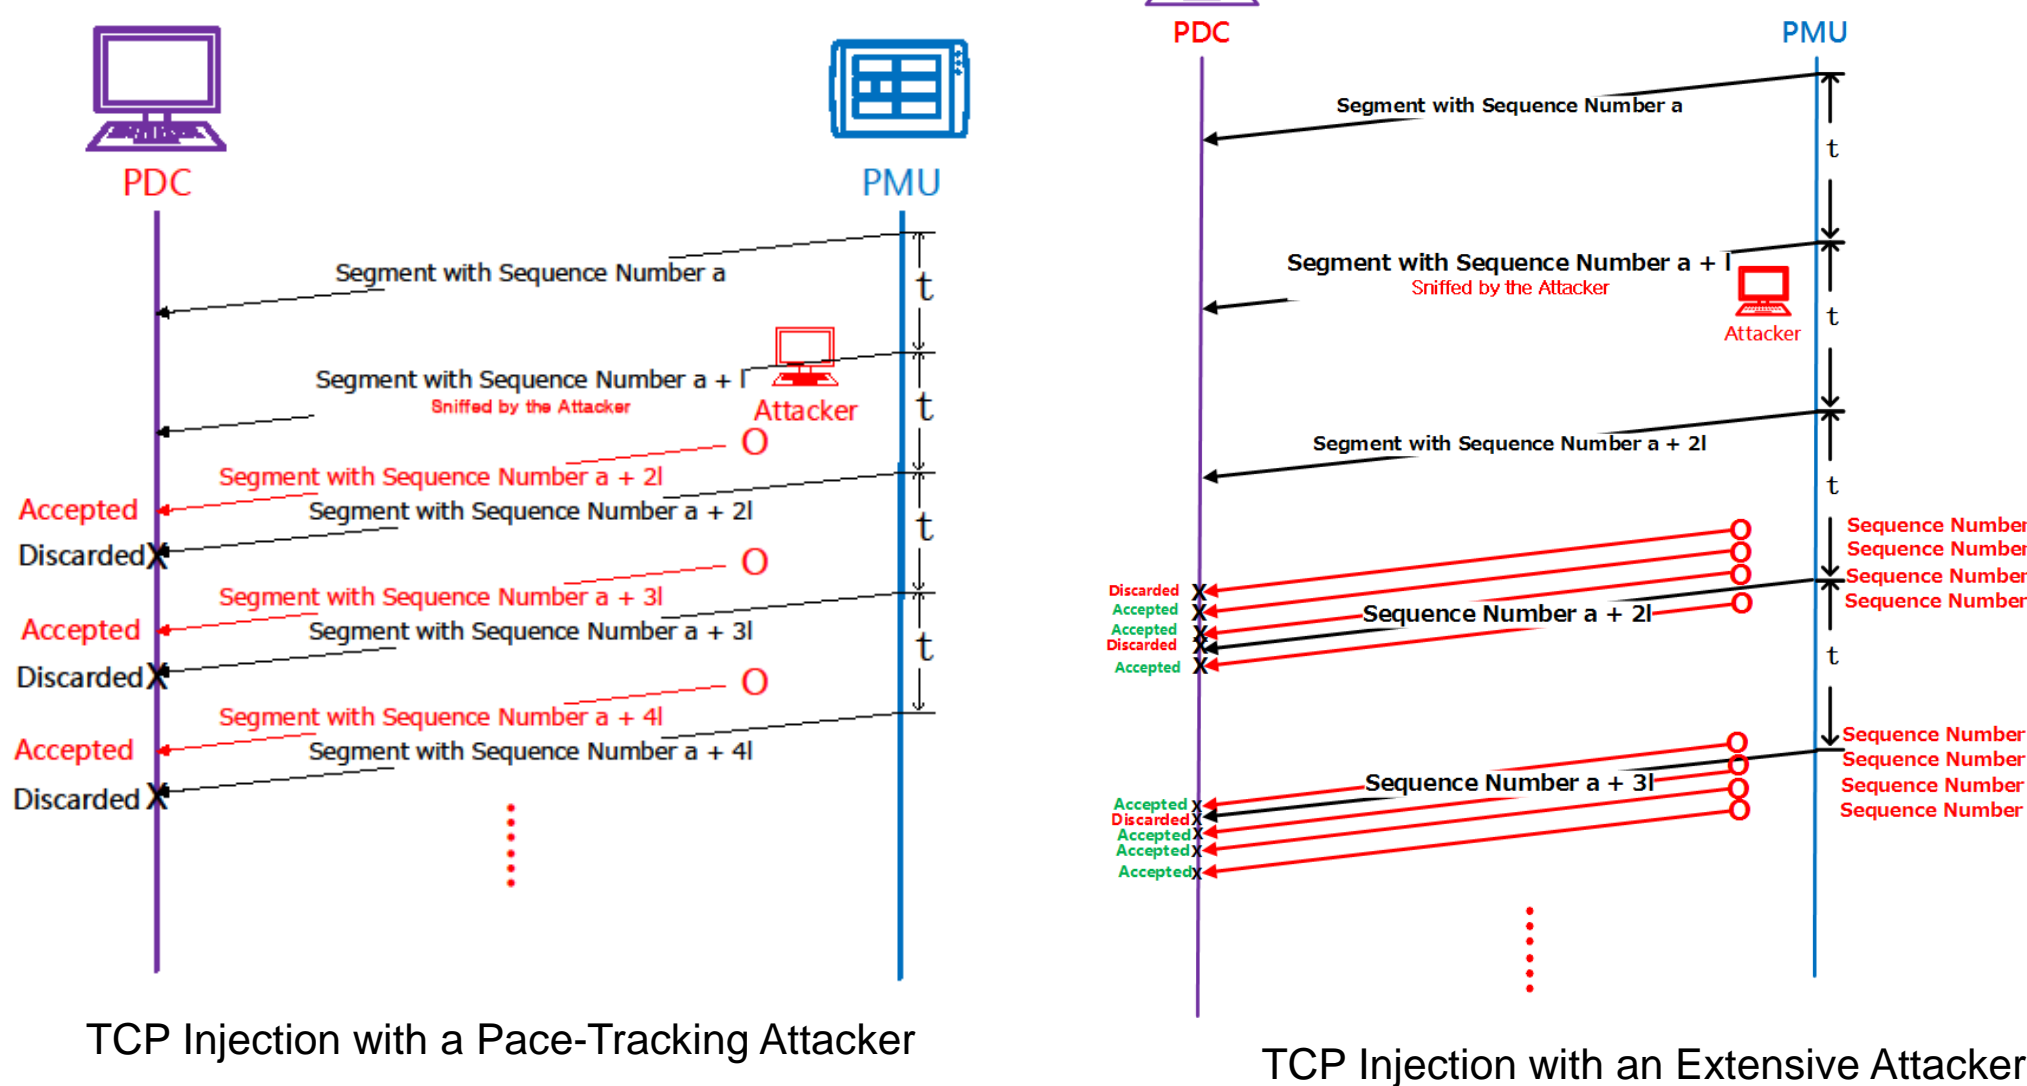 PDC
PMU
Segment with Sequence Number a
t
Segment with Sequence Number a + l
Sniffed by the Attacker
Attacker
t
Segment with Sequence Number a + 2l
Accepted
Segment with Sequence Number a + 2l
t
Discarded X
Segment with Sequence Number a + 3l
Accepted
Segment with Sequence Number a + 3l
t
Discarded X
Segment with Sequence Number a + 4l
Accepted
Segment with Sequence Number a + 4l
Discarded X
TCP Injection with a Pace-Tracking Attacker
PDC
PMU
Segment with Sequence Number a
t
Segment with Sequence Number a + l
Sniffed by the Attacker
Attacker
t
Segment with Sequence Number a + 2l
t
Sequence Number
Sequence Number
Sequence Number
Sequence Number
Discarded X
Accepted X
Sequence Number a + 2l
Accepted X
Discarded X
Accepted X
t
Sequence Number
Sequence Number
Sequence Number
Sequence Number
Sequence Number a + 3l
Accepted X
Discarded X
Accepted X
Accepted X
Accepted X
TCP Injection with an Extensive Attacker